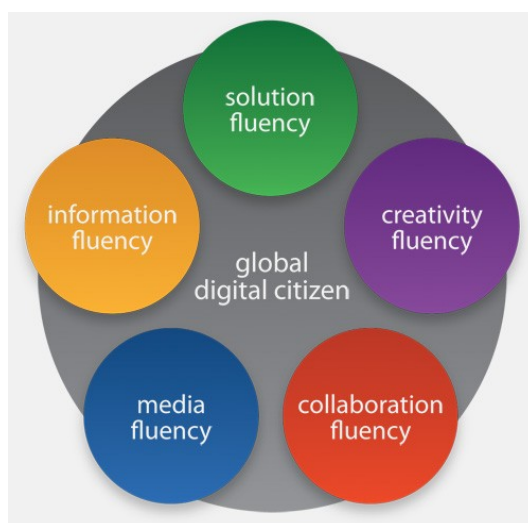 solution
fluency
information
fluency
creativity
fluency
global
digital citizen
media
fluency
collaboration
fluency